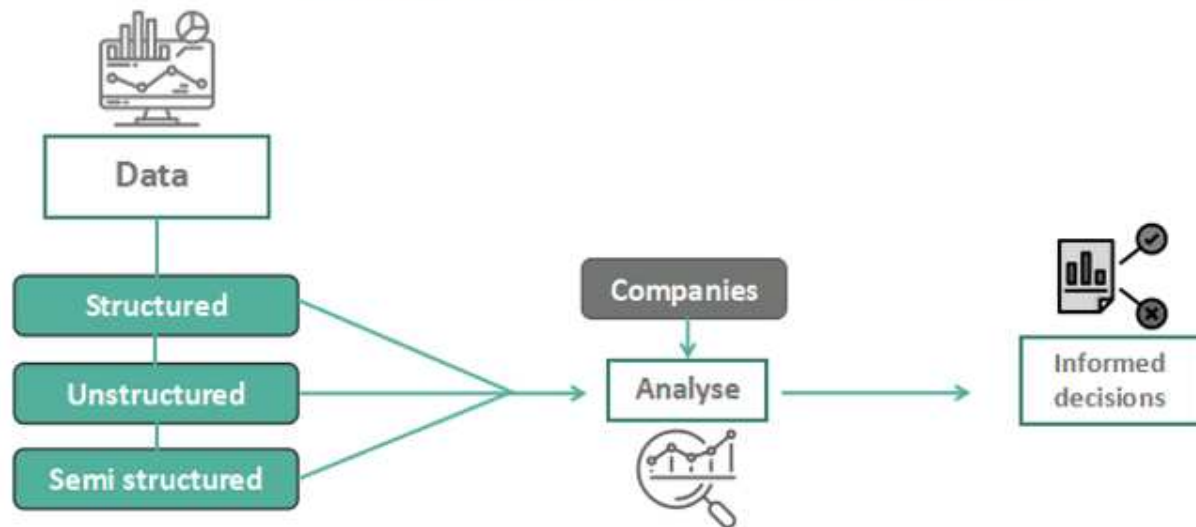 Data
Structured
Unstructured
Semi structured
Companies
Analyse
Informed
decisions